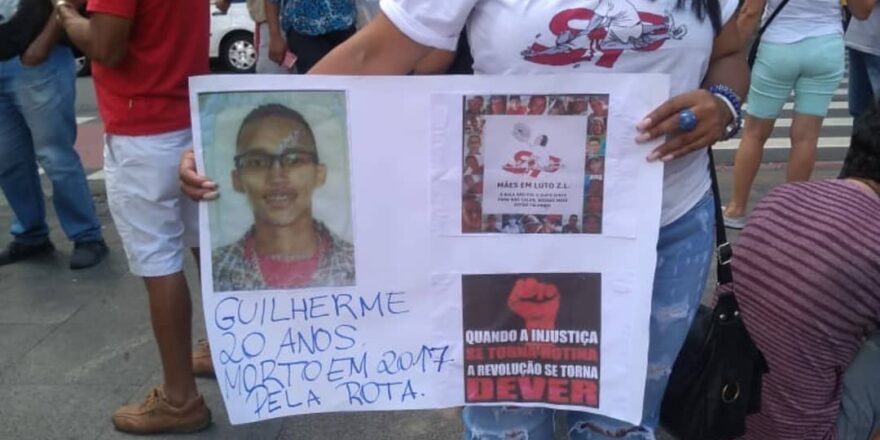 GUILHERME
20 ANOS.
MORTO EM 2017
PELA ROTA.
MÃES EM LUTO Z.L.
QUANDO A INJUSTIÇA
SE TORNA ROTINA
A REVOLUÇÃO SE TORNA
DEVER